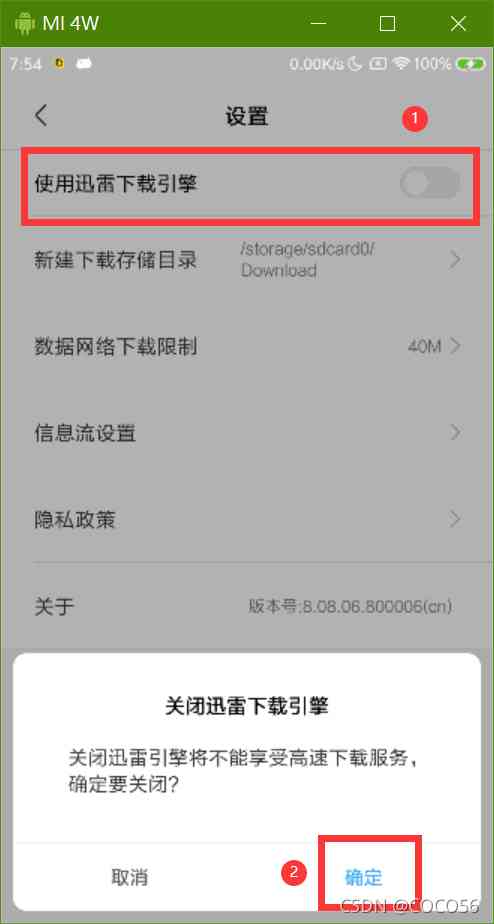 MI 4W
7:54
0.00K/s
100%
设置
1
使用迅雷下载引擎
新建下载存储目录
/storage/sdcard0/
Download
数据网络下载限制
40M
信息流设置
隐私政策
关于
版本号:8.08.06.800006(cn)
关闭迅雷下载引擎
关闭迅雷引擎将不能享受高速下载服务，
确定要关闭?
取消
2
确定
CSDN @COCO56